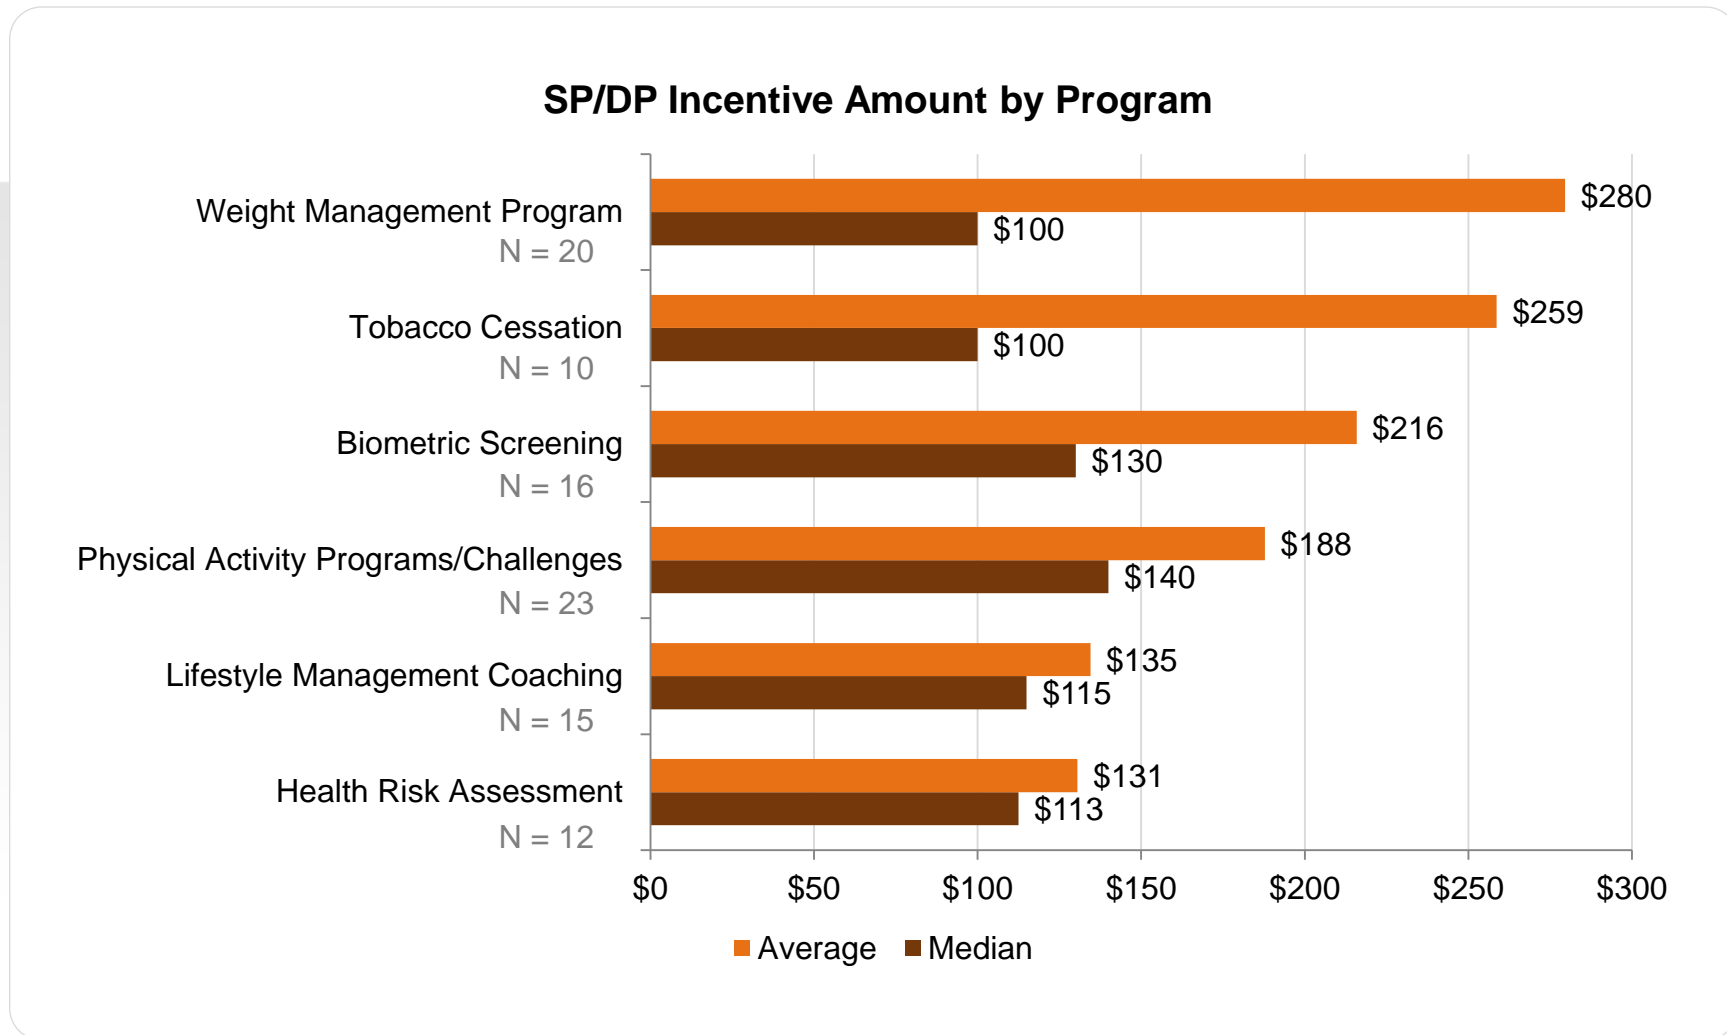 SP/DP Incentive Amount by Program
Weight Management Program
N = 20
$280
$100
Tobacco Cessation
N = 10
$259
$100
Biometric Screening
N = 16
$216
$130
Physical Activity Programs/Challenges
N = 23
$188
$140
Lifestyle Management Coaching
N = 15
$135
$115
Health Risk Assessment
N = 12
$131
$113
$0 $50 $100 $150 $200 $250 $300
Average Median